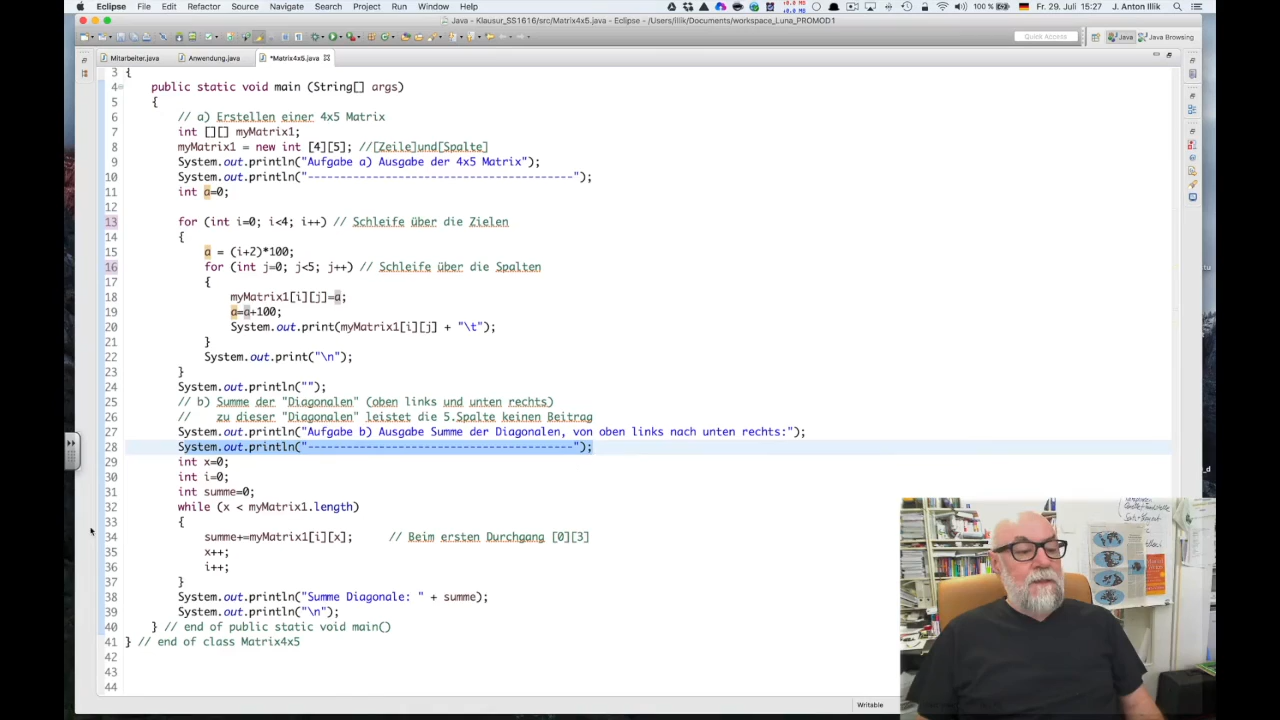 Eclipse File Edit Refactor Source Navigate Search Project Run Window Help 100 % Fr. 29. Juli 15:27 J. Anton Illik
Java - Klausur_SS1616/src/Matrix4x5.java - Eclipse - /Users/illik/Documents/workspace_Luna_PROMOD1
Quick Access Java Java Browsing
Mitarbeiter.java Anwendung.java *Matrix4x5.java
3 {
4 public static void main (String[] args)
5 {
6 // a) Erstellen einer 4x5 Matrix
7 int [][] myMatrix1;
8 myMatrix1 = new int [4][5]; //[Zeile]und[Spalte]
9 System.out.println("Aufgabe a) Ausgabe der 4x5 Matrix");
10 System.out.println("-----------------------------------------");
11 int a=0;
12
13 for (int i=0; i<4; i++) // Schleife über die Zielen
14 {
15 a = (i+2)*100;
16 for (int j=0; j<5; j++) // Schleife über die Spalten
17 {
18 myMatrix1[i][j]=a;
19 a=a+100;
20 System.out.print(myMatrix1[i][j] + "\t");
21 }
22 System.out.print("\n");
23 }
24 System.out.println("");
25 // b) Summe der "Diagonalen" (oben links und unten rechts)
26 // zu dieser "Diagonalen" leistet die 5.Spalte keinen Beitrag
27 System.out.println("Aufgabe b) Ausgabe Summe der Diagonalen, von oben links nach unten rechts:");
28 System.out.println("-----------------------------------------");
29 int x=0;
30 int i=0;
31 int summe=0;
32 while (x < myMatrix1.length)
33 {
34 summe+=myMatrix1[i][x]; // Beim ersten Durchgang [0][3]
35 x++;
36 i++;
37 }
38 System.out.println("Summe Diagonale: " + summe);
39 System.out.println("\n");
40 } // end of public static void main()
41 } // end of class Matrix4x5
42
43
44
Writable